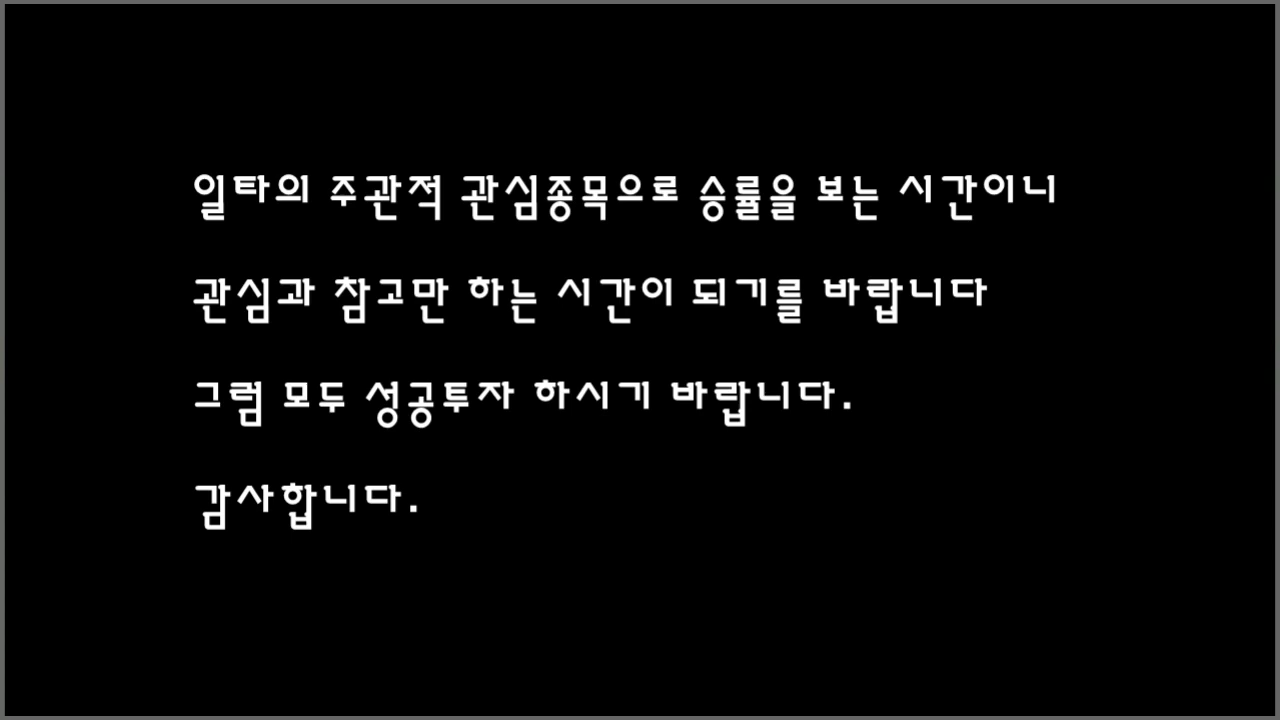 일타의 주관적 관심종목으로 승률을 보는 시간이니
관심과 참고만 하는 시간이 되기를 바랍니다
그럼 모두 성공투자 하시기 바랍니다.
감사합니다.